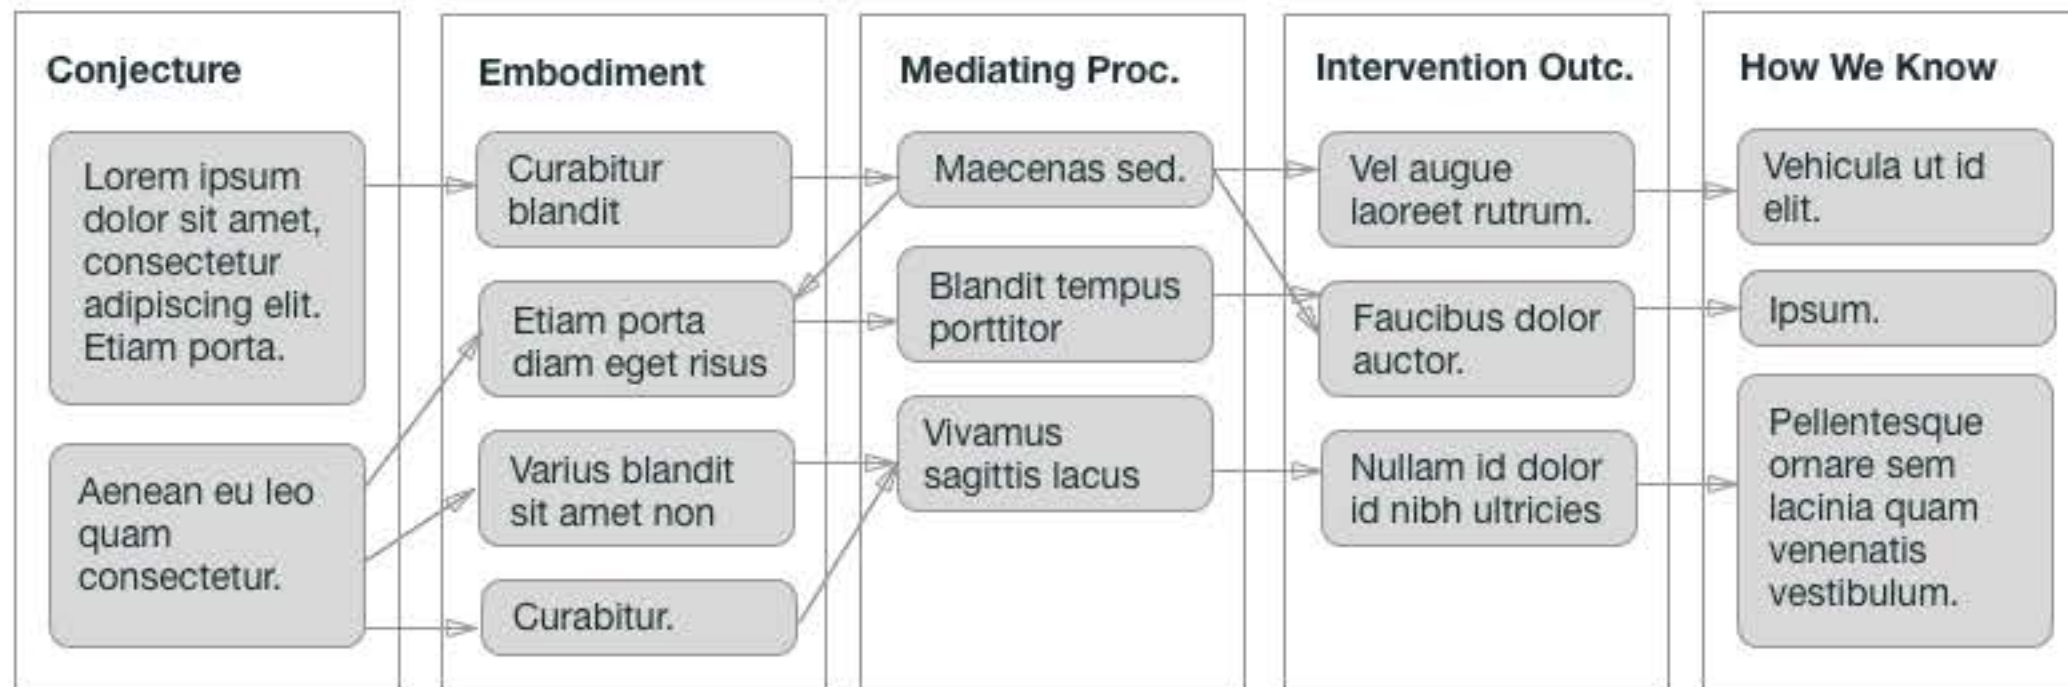 Conjecture
Lorem ipsum
dolor sit amet,
consectetur
adipiscing elit.
Etiam porta.
Aenean eu leo
quam
consectetur.
Embodiment
Curabitur
blandit
Etiam porta
diam eget risus
Varius blandit
sit amet non
Curabitur.
Mediating Proc.
Maecenas sed.
Blandit tempus
porttitor
Vivamus
sagittis lacus
Intervention Outc.
Vel augue
laoreet rutrum.
Faucibus dolor
auctor.
Nullam id dolor
id nibh ultricies
How We Know
Vehicula ut id
elit.
Ipsum.
Pellentesque
ornare sem
lacinia quam
venenatis
vestibulum.